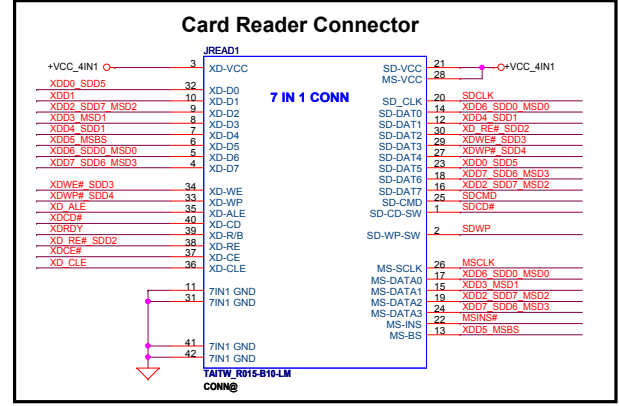 Card Reader Connector
JREAD1
+VCC_4IN1 3 XD-VCC
XDD0_SDD5 32 XD-D0
XDD1 10 XD-D1
XDD2_SDD7_MSD2 9 XD-D2
XDD3_MSD1 8 XD-D3
XDD4_SDD1 7 XD-D4
XDD5_MSBS 6 XD-D5
XDD6_SDD0_MSD0 5 XD-D6
XDD7_SDD6_MSD3 4 XD-D7
XDWE#_SDD3 34 XD-WE
XDWP#_SDD4 33 XD-WP
XD_ALE 35 XD-ALE
XDCD# 40 XD-CD
XDRDY 39 XD-R/B
XD_RE#_SDD2 38 XD-RE
XDCE# 37 XD-CE
XD_CLE 36 XD-CLE
11 7IN1 GND
31 7IN1 GND
41 7IN1 GND
42 7IN1 GND
7 IN 1 CONN
SD-VCC 21 +VCC_4IN1
MS-VCC 28
SD_CLK 20 SDCLK
SD-DAT0 14 XDD6_SDD0_MSD0
SD-DAT1 12 XDD4_SDD1
SD-DAT2 30 XD_RE#_SDD2
SD-DAT3 29 XDWE#_SDD3
SD-DAT4 27 XDWP#_SDD4
SD-DAT5 23 XDD0_SDD5
SD-DAT6 18 XDD7_SDD6_MSD3
SD-DAT7 16 XDD2_SDD7_MSD2
SD-CMD 25 SDCMD
SD-CD-SW 1 SDCD#
SD-WP-SW 2 SDWP
MS-SCLK 26 MSCLK
MS-DATA0 17 XDD6_SDD0_MSD0
MS-DATA1 15 XDD3_MSD1
MS-DATA2 19 XDD2_SDD7_MSD2
MS-DATA3 24 XDD7_SDD6_MSD3
MS-INS 22 MSINS#
MS-BS 13 XDD5_MSBS
TAITW_R015-B10-LM
CONN@